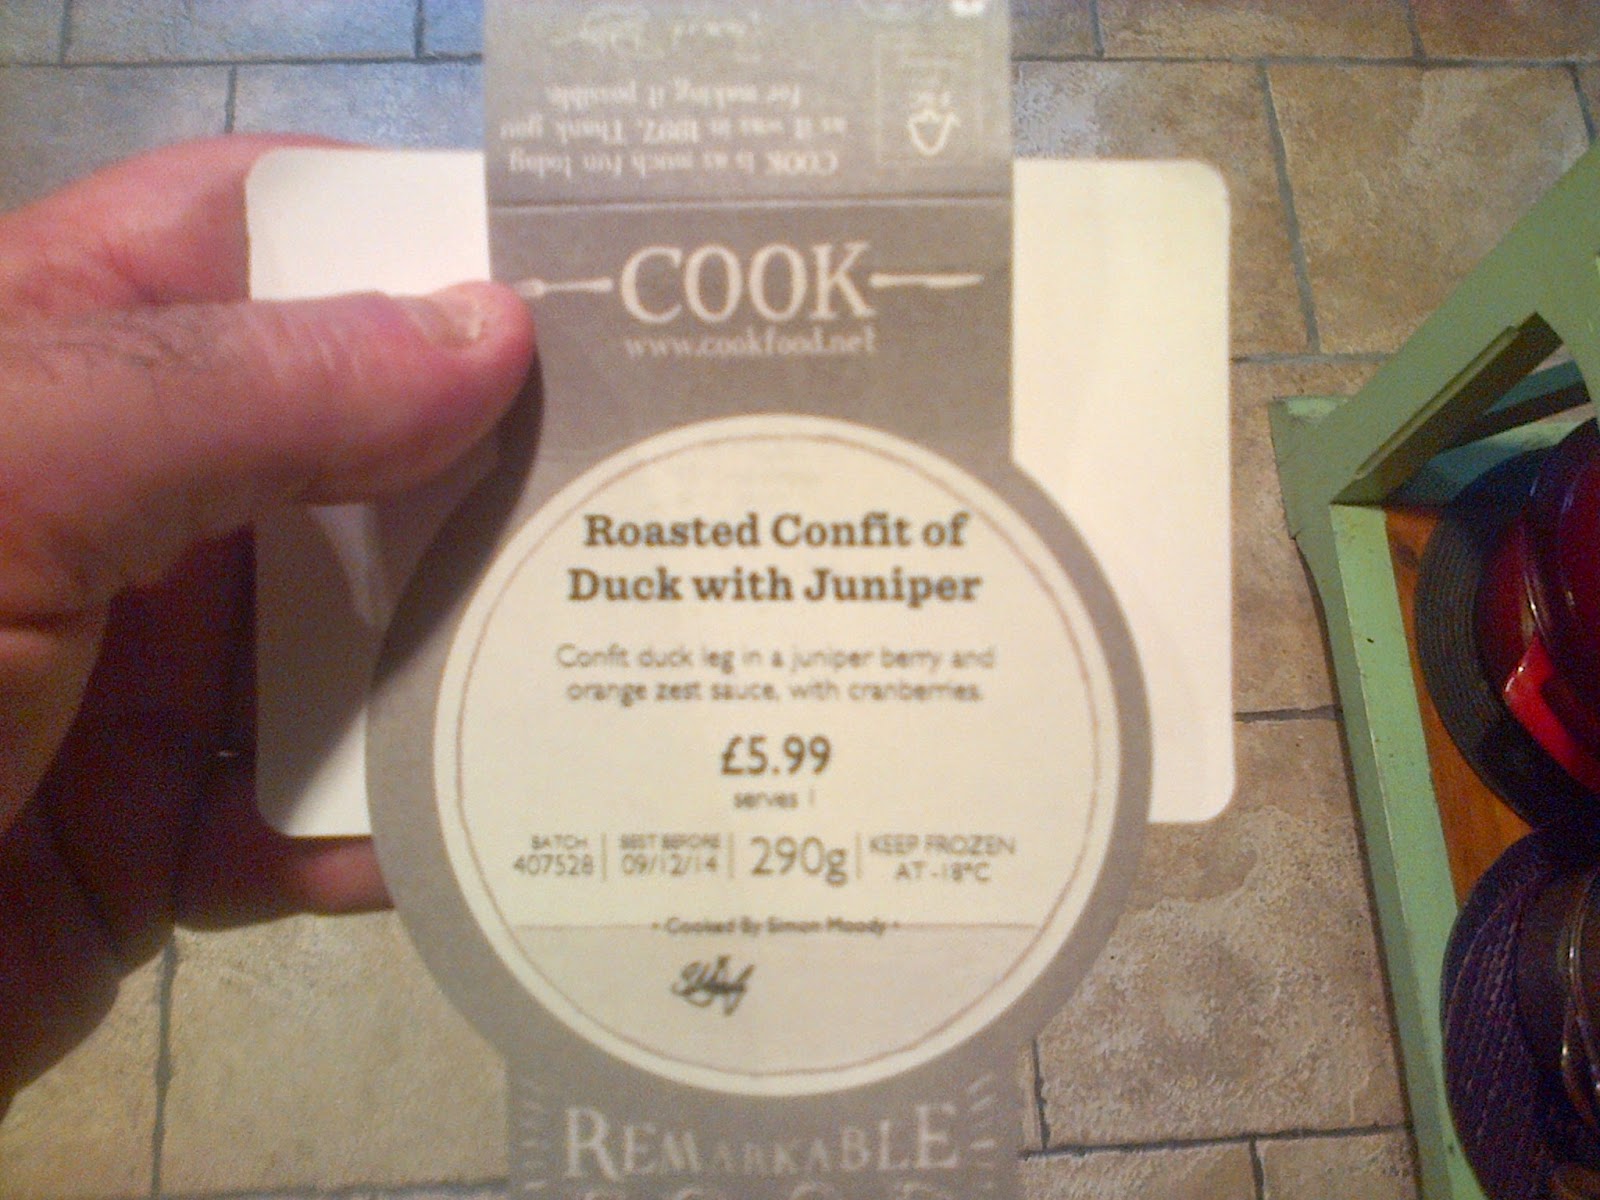 COOK is as much fun today
as it was in 1997. Thank you
for making it possible.
COOK
www.cookfood.net
Roasted Confit of
Duck with Juniper
Confit duck leg in a juniper berry and
orange zest sauce, with cranberries.
£5.99
serves 1
BATCH
407528
BEST BEFORE
09/12/14
290g
KEEP FROZEN
AT -18°C
• Cooked By Simon Moody •
REMARKABLE